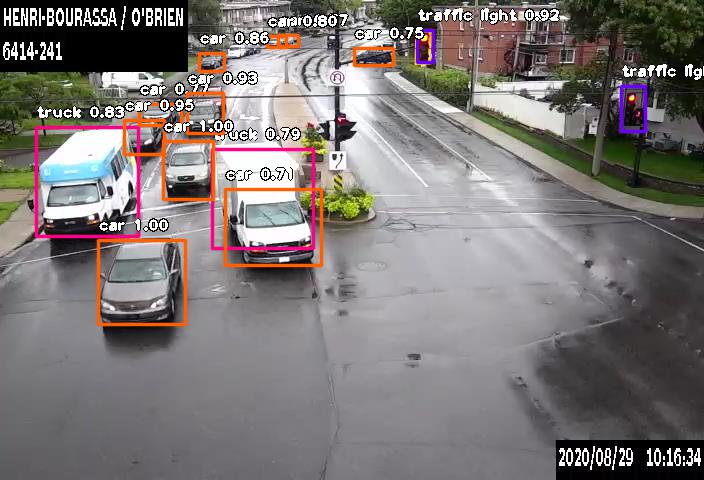 HENRI-BOURASSA / O'BRIEN
6414-241
car 0.86
car 0.75
traffic light 0.92
car 0.93
car 0.77
car 0.95
truck 0.83
car 1.00
truck 0.79
car 0.71
car 1.00
2020/08/29 10:16:34